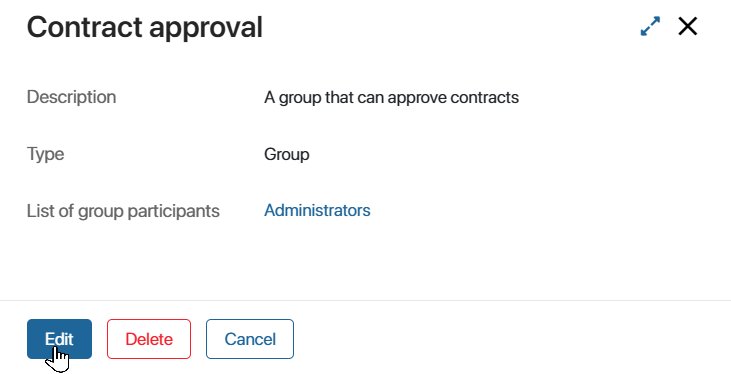 Contract approval
Description A group that can approve contracts
Type Group
List of group participants Administrators
Edit Delete Cancel